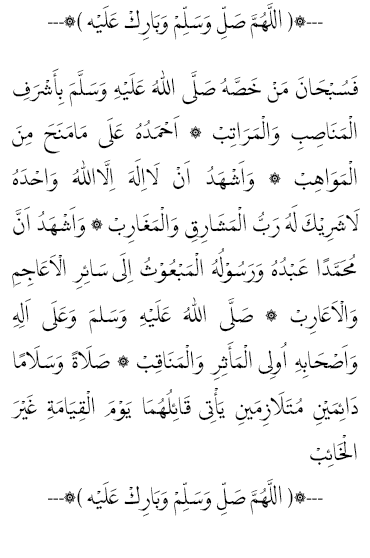 ---۞( اللَّهُمَّ صَلِّ وَسَلِّمْ وَبَارِكْ عَلَيْه )۞---
فَسُبْحَانَ مَنْ خَصَّهُ صَلَّى اللهُ عَلَيْهِ وَسَلَّمَ بِأَشْرَفِ
الْمَنَاصِبِ وَالْمَرَاتِبْ ۞ اَحْمَدُهُ عَلَى مَامَنَحَ مِنَ
الْمَوَاهِبْ ۞ وَاَشْهَدُ اَنْ لَااِلَهَ اِلَّااللهُ وَاحْدَهُ
لَاشَرِيْكَ لَهُ رَبُّ الْمَشَارِقِ وَالْمَغَارِبْ ۞ وَاَشْهَدُ اَنَّ
مُحَمَّدًا عَبْدُهُ وَرَسُوْلُهُ الْمَبْعُوْثُ اِلَى سَائِرِ الْاَعَاجِمِ
وَالْاَعَارِبْ ۞ صَلَّى اللهُ عَلَيْهِ وَسَلمَ وَعَلَى اَلِهِ
وَاَصْحَابِهِ اُولِى الْمَأَثِرِ وَالْمَنَاقِبْ ۞ صَلَاةً وَسَلَامًا
دَائِمَيْنِ مُتَلَازِمَيْنِ يَأْتِى قَائِلُهُمَا يَوْمَ الْقِيَامَةِ غَيْرَ
الْخَائِبْ
---۞( اللَّهُمَّ صَلِّ وَسَلِّمْ وَبَارِكْ عَلَيْه )۞---